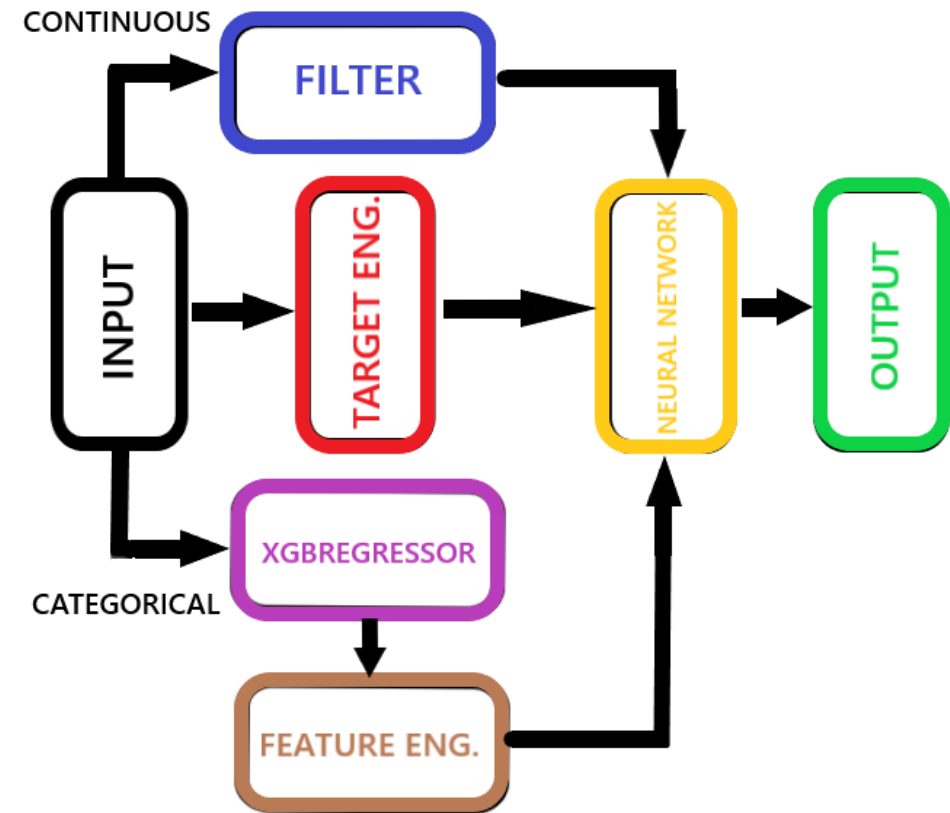 CONTINUOUS
FILTER
INPUT
TARGET ENG.
NEURAL NETWORK
OUTPUT
XGBREGRESSOR
CATEGORICAL
FEATURE ENG.